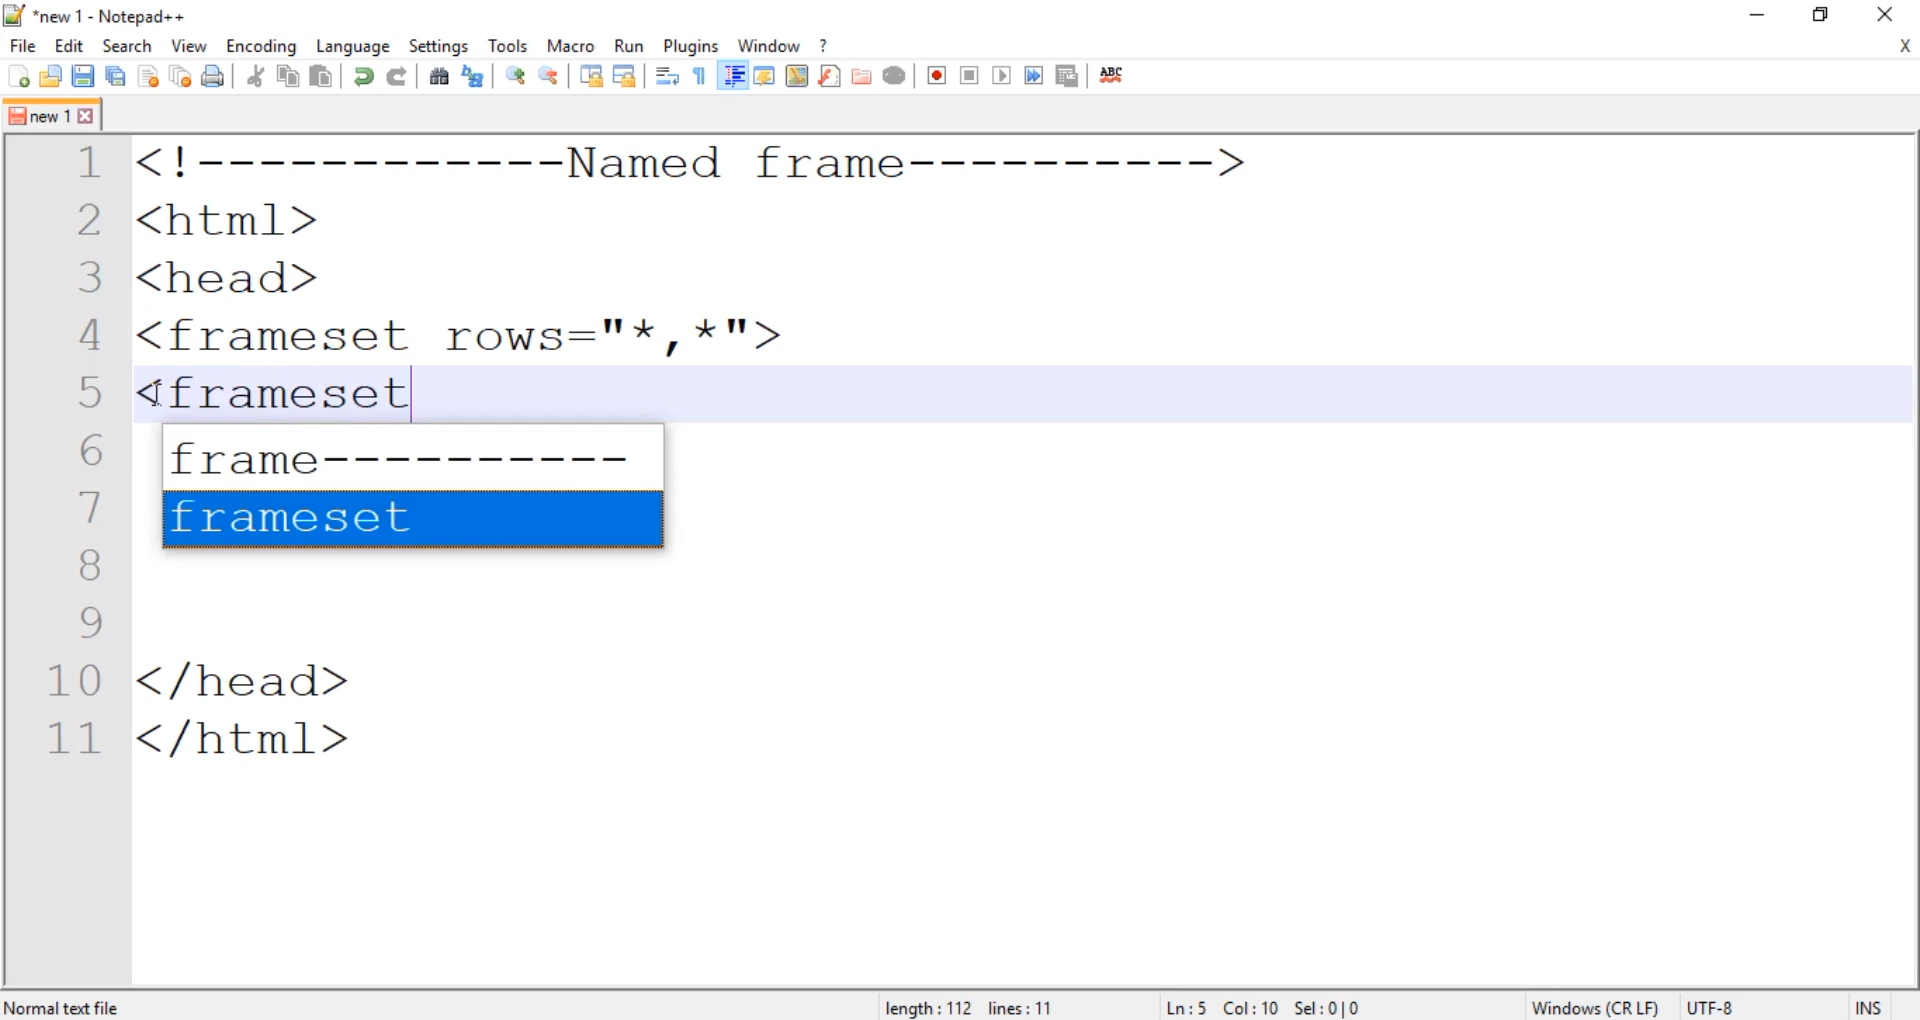 *new 1 - Notepad++
File Edit Search View Encoding Language Settings Tools Macro Run Plugins Window ? X
ABC
new 1
1 <!------------Named frame---------->
2 <html>
3 <head>
4 <frameset rows="*,*">
5 <frameset
6 frame----------
7 frameset
8
9
10 </head>
11 </html>
Normal text file length : 112 lines : 11 Ln : 5 Col : 10 Sel : 0 | 0 Windows (CR LF) UTF-8 INS